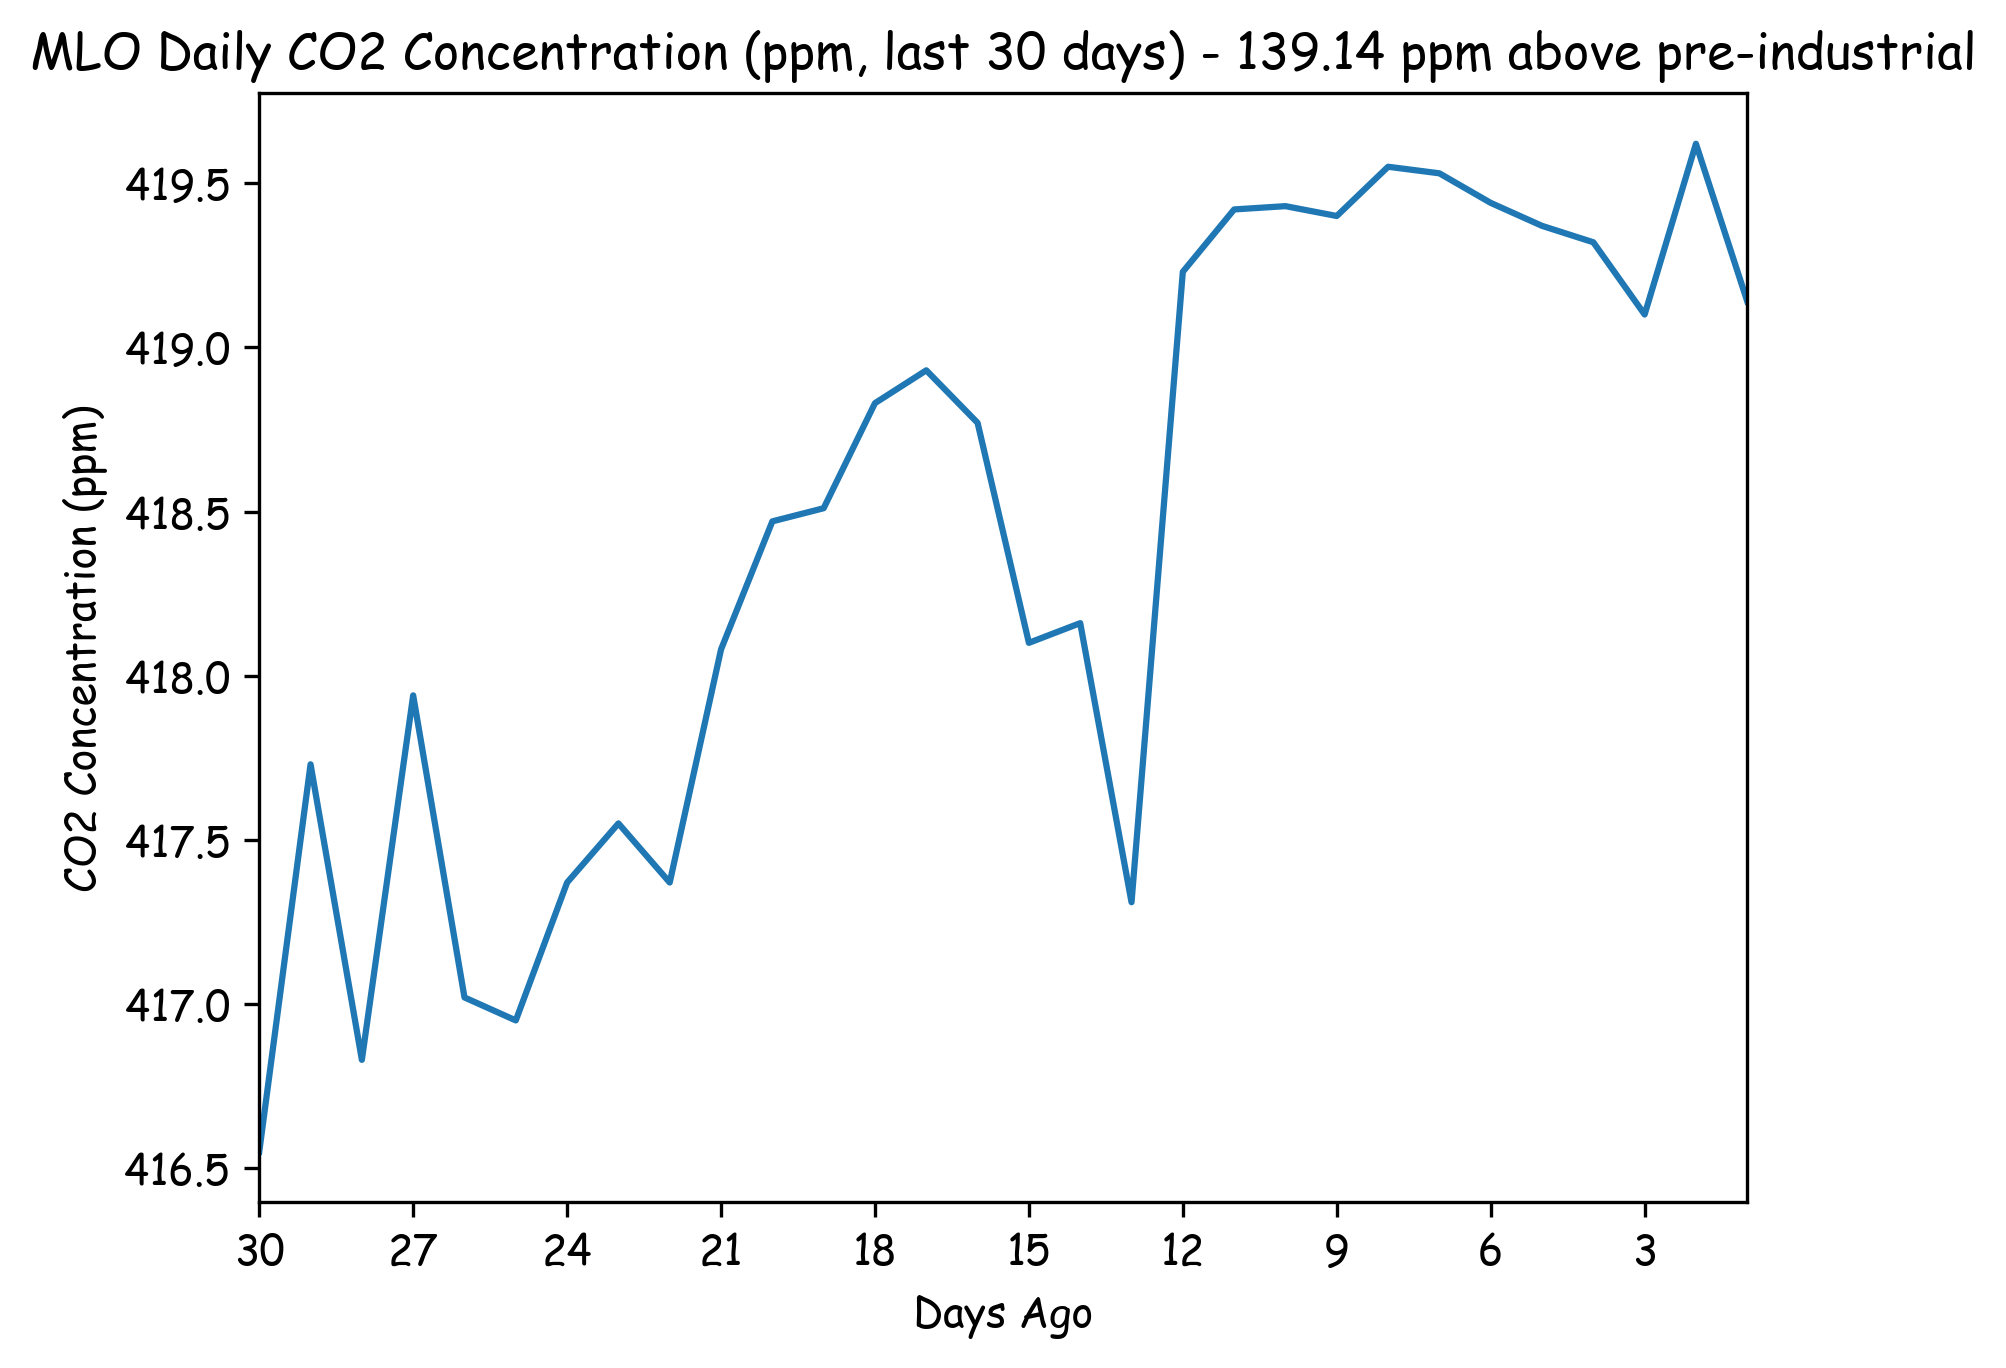 MLO Daily CO2 Concentration (ppm, last 30 days) - 139.14 ppm above pre-industrial
419.5
419.0
418.5
418.0
417.5
417.0
416.5
CO2 Concentration (ppm)
30 27 24 21 18 15 12 9 6 3
Days Ago